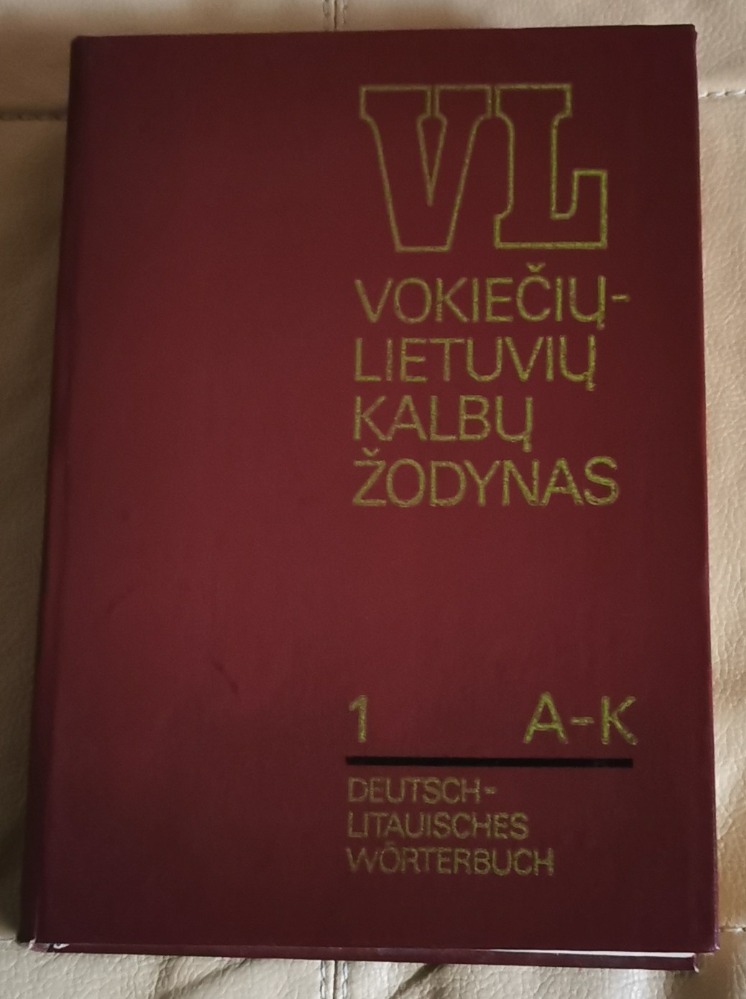 VL
VOKIEČIŲ-
LIETUVIŲ
KALBŲ
ŽODYNAS
1 A-K
DEUTSCH-
LITAUISCHES
WÖRTERBUCH